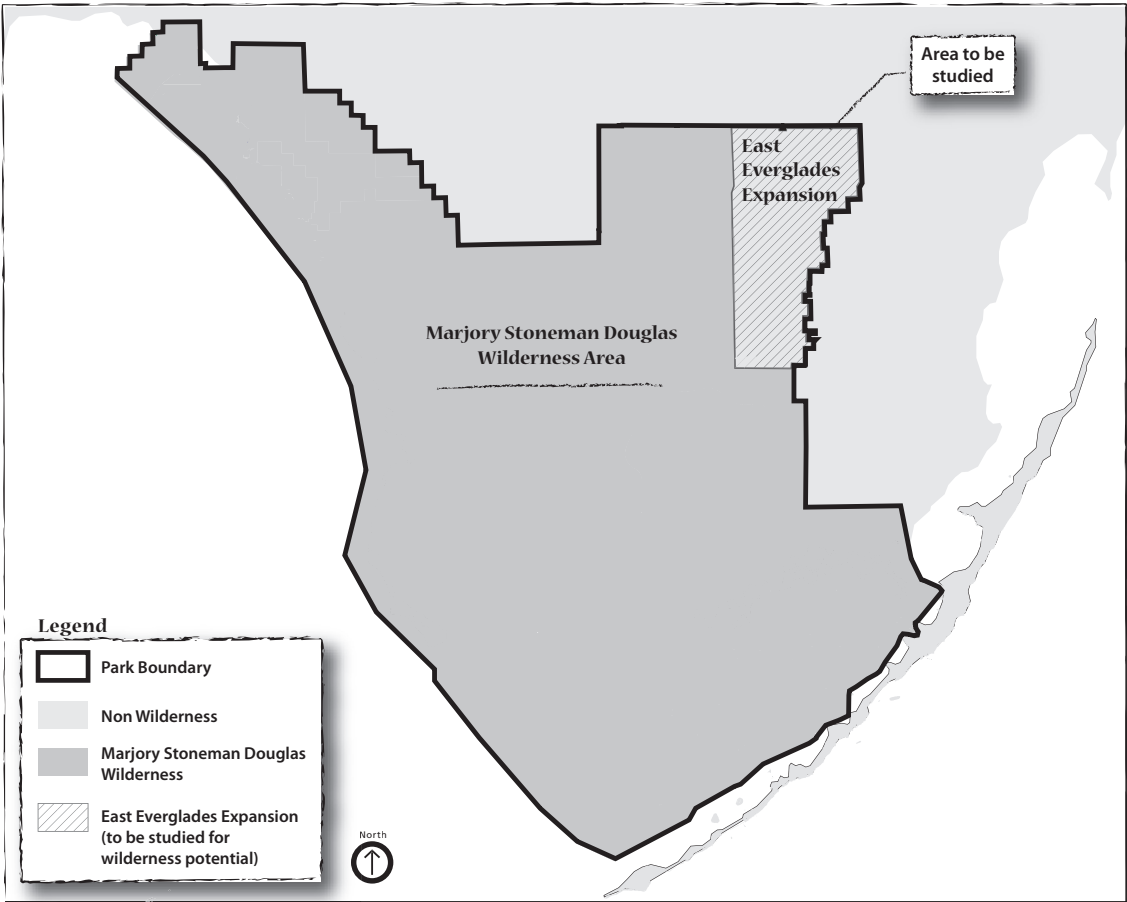 Area to be
studied
East
Everglades
Expansion
Marjory Stoneman Douglas
Wilderness Area
Legend
Park Boundary
Non Wilderness
Marjory Stoneman Douglas
Wilderness
East Everglades Expansion
(to be studied for
wilderness potential)
North